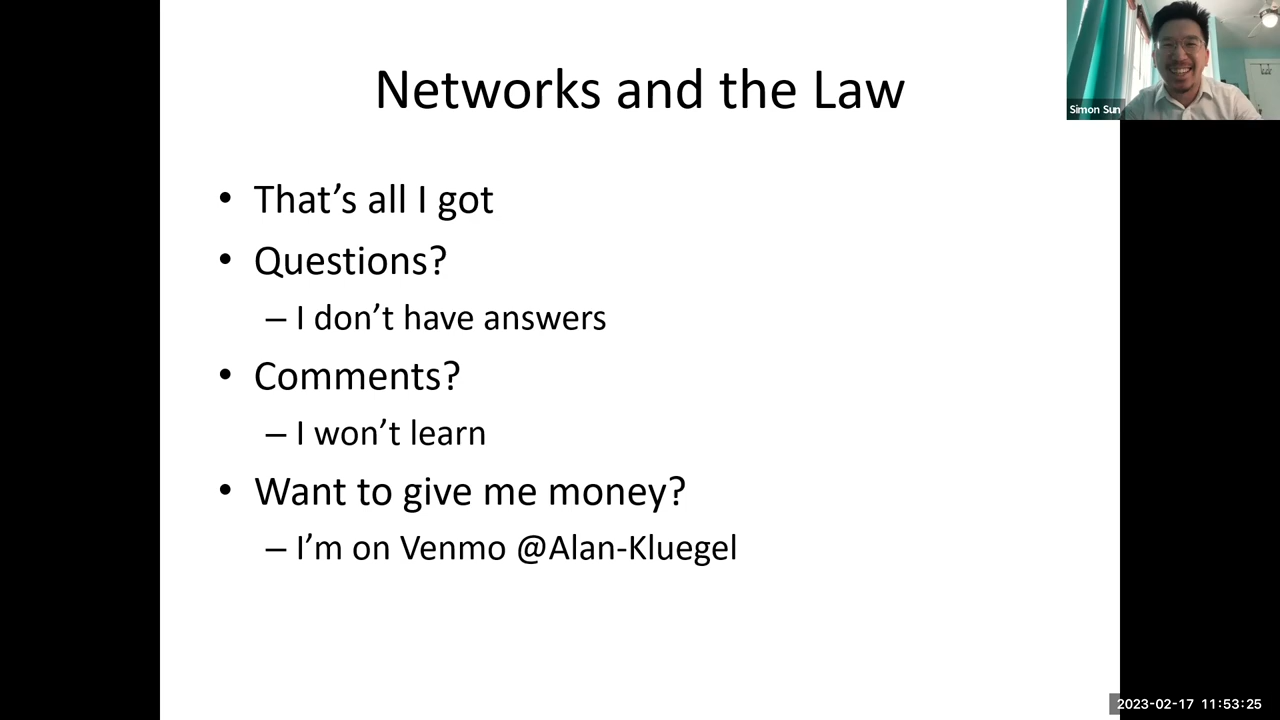 Networks and the Law
Simon Sun
• That’s all I got
• Questions?
– I don’t have answers
• Comments?
– I won’t learn
• Want to give me money?
– I’m on Venmo @Alan-Kluegel
2023-02-17 11:53:25